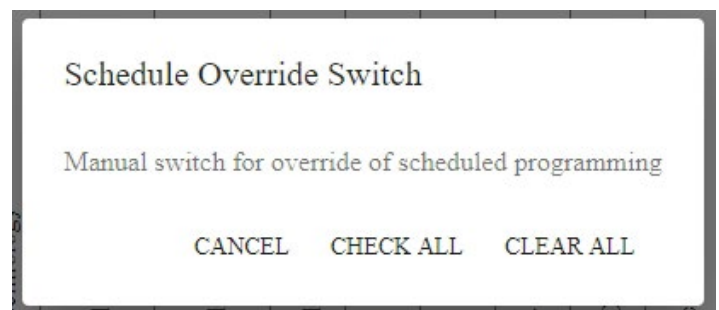 Schedule Override Switch
Manual switch for override of scheduled programming
CANCEL CHECK ALL CLEAR ALL